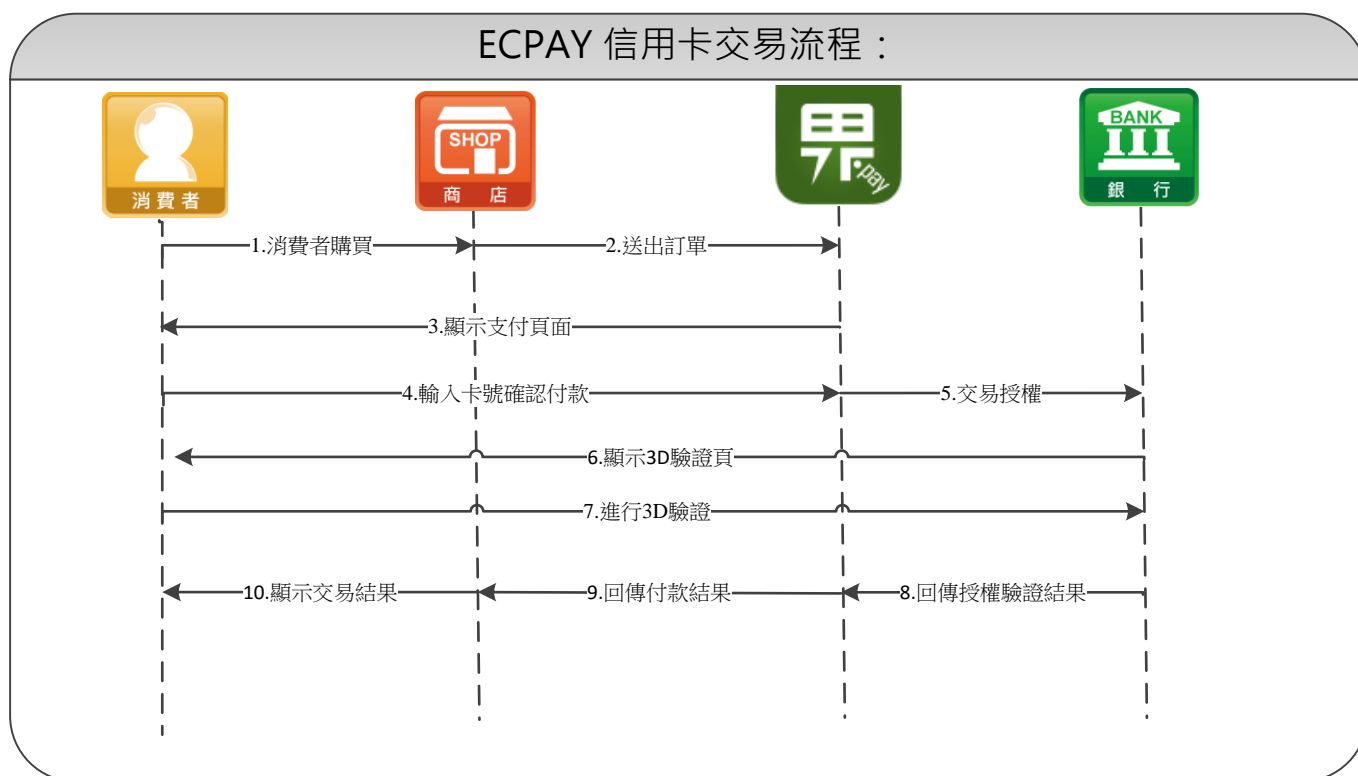 ECPAY 信用卡交易流程：
消費者
SHOP
商店
.pay
BANK
銀行
1.消費者購買
2.送出訂單
3.顯示支付頁面
4.輸入卡號確認付款
5.交易授權
6.顯示3D驗證頁
7.進行3D驗證
10.顯示交易結果
9.回傳付款結果
8.回傳授權驗證結果